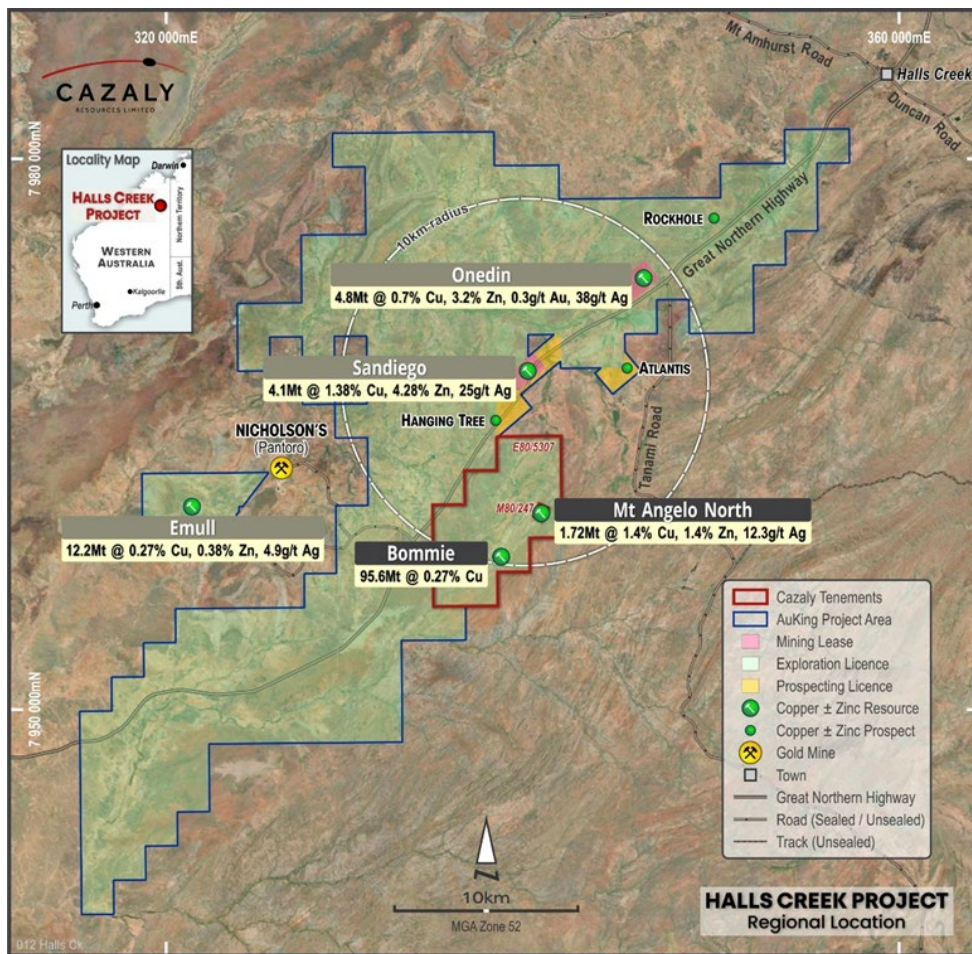 320 000mE
360 000mE
Mt Amhurst Road
Halls Creek
Duncan Road
CAZALY
RESOURCES LIMITED
7 980 000mN
Locality Map
Darwin
HALLS CREEK
PROJECT
Northern Territory
WESTERN
AUSTRALIA
Sth. Aust.
Kalgoorlie
Perth
10km radius
ROCKHOLE
Great Northern Highway
Onedin
4.8Mt @ 0.7% Cu, 3.2% Zn, 0.3g/t Au, 38g/t Ag
Sandiego
4.1Mt @ 1.38% Cu, 4.28% Zn, 25g/t Ag
ATLANTIS
HANGING TREE
NICHOLSON'S
(Pantoro)
E80/5307
Tanami Road
M80/247
Mt Angelo North
1.72Mt @ 1.4% Cu, 1.4% Zn, 12.3g/t Ag
Emull
12.2Mt @ 0.27% Cu, 0.38% Zn, 4.9g/t Ag
Bommie
95.6Mt @ 0.27% Cu
Cazaly Tenements
AuKing Project Area
Mining Lease
Exploration Licence
Prospecting Licence
Copper ± Zinc Resource
Copper ± Zinc Prospect
Gold Mine
Town
Great Northern Highway
Road (Sealed / Unsealed)
Track (Unsealed)
7 950 000mN
N
10km
MGA Zone 52
HALLS CREEK PROJECT
Regional Location
012 Halls Ck